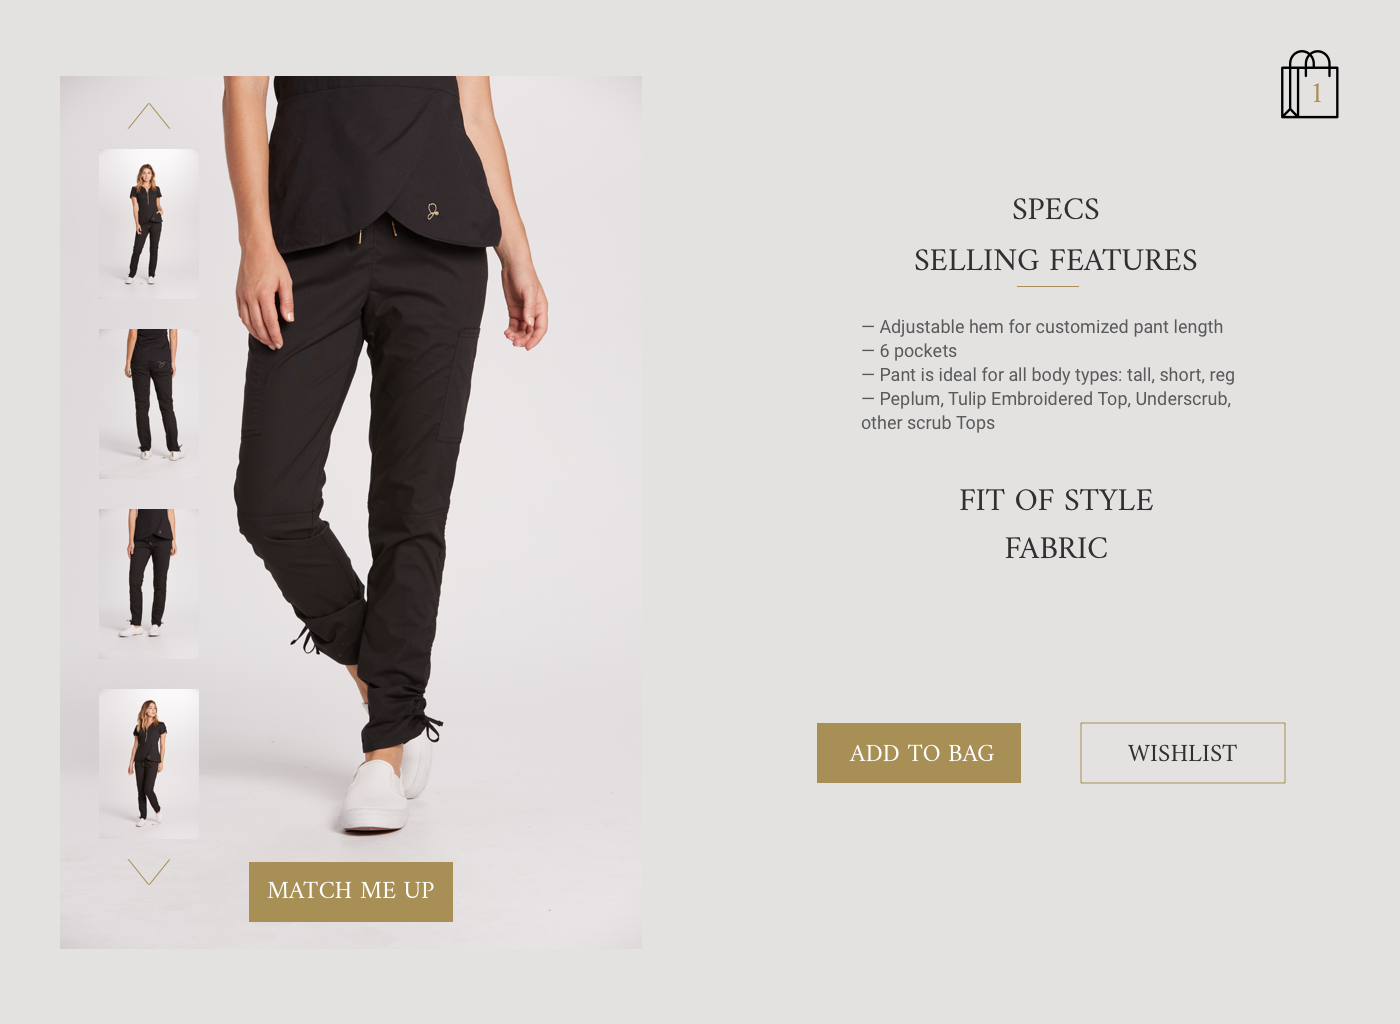 1
SPECS
SELLING FEATURES
— Adjustable hem for customized pant length
— 6 pockets
— Pant is ideal for all body types: tall, short, reg
— Peplum, Tulip Embroidered Top, Underscrub,
other scrub Tops
FIT OF STYLE
FABRIC
ADD TO BAG
WISHLIST
MATCH ME UP